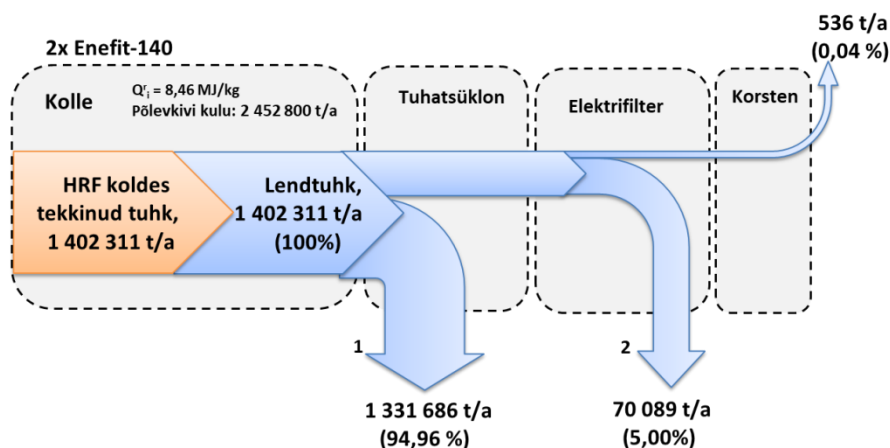 536 t/a
(0,04 %)
2x Enefit-140
Kolle
Qʳᵢ = 8,46 MJ/kg
Põlevkivi kulu: 2 452 800 t/a
Tuhatsüklon
Elektrifilter
Korsten
HRF koldes
tekkinud tuhk,
1 402 311 t/a
Lendtuhk,
1 402 311 t/a
(100%)
1
2
1 331 686 t/a
(94,96 %)
70 089 t/a
(5,00%)